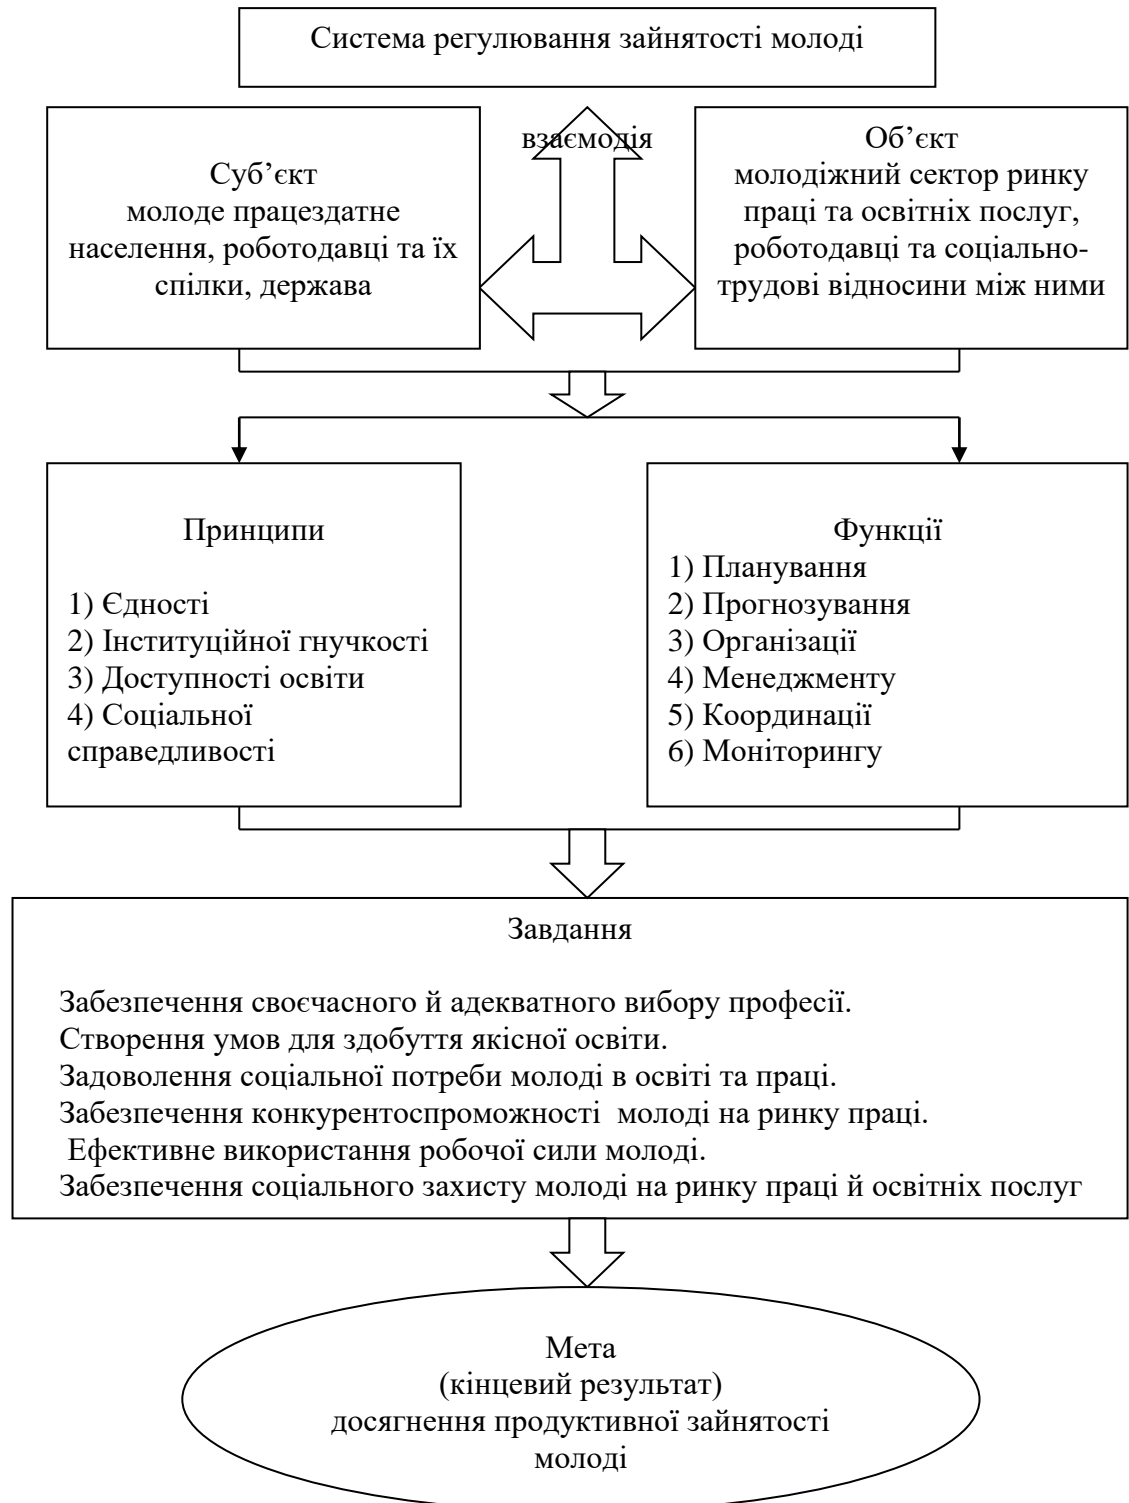 Система регулювання зайнятості молоді
взаємодія
Суб’єкт
молоде працездатне
населення, роботодавці та їх
спілки, держава
Об’єкт
молодіжний сектор ринку
праці та освітніх послуг,
роботодавці та соціально-
трудові відносини між ними
Принципи
1) Єдності
2) Інституційної гнучкості
3) Доступності освіти
4) Соціальної
справедливості
Функції
1) Планування
2) Прогнозування
3) Організації
4) Менеджменту
5) Координації
6) Моніторингу
Завдання
Забезпечення своєчасного й адекватного вибору професії.
Створення умов для здобуття якісної освіти.
Задоволення соціальної потреби молоді в освіті та праці.
Забезпечення конкурентоспроможності  молоді на ринку праці.
Ефективне використання робочої сили молоді.
Забезпечення соціального захисту молоді на ринку праці й освітніх послуг
Мета
(кінцевий результат)
досягнення продуктивної зайнятості
молоді